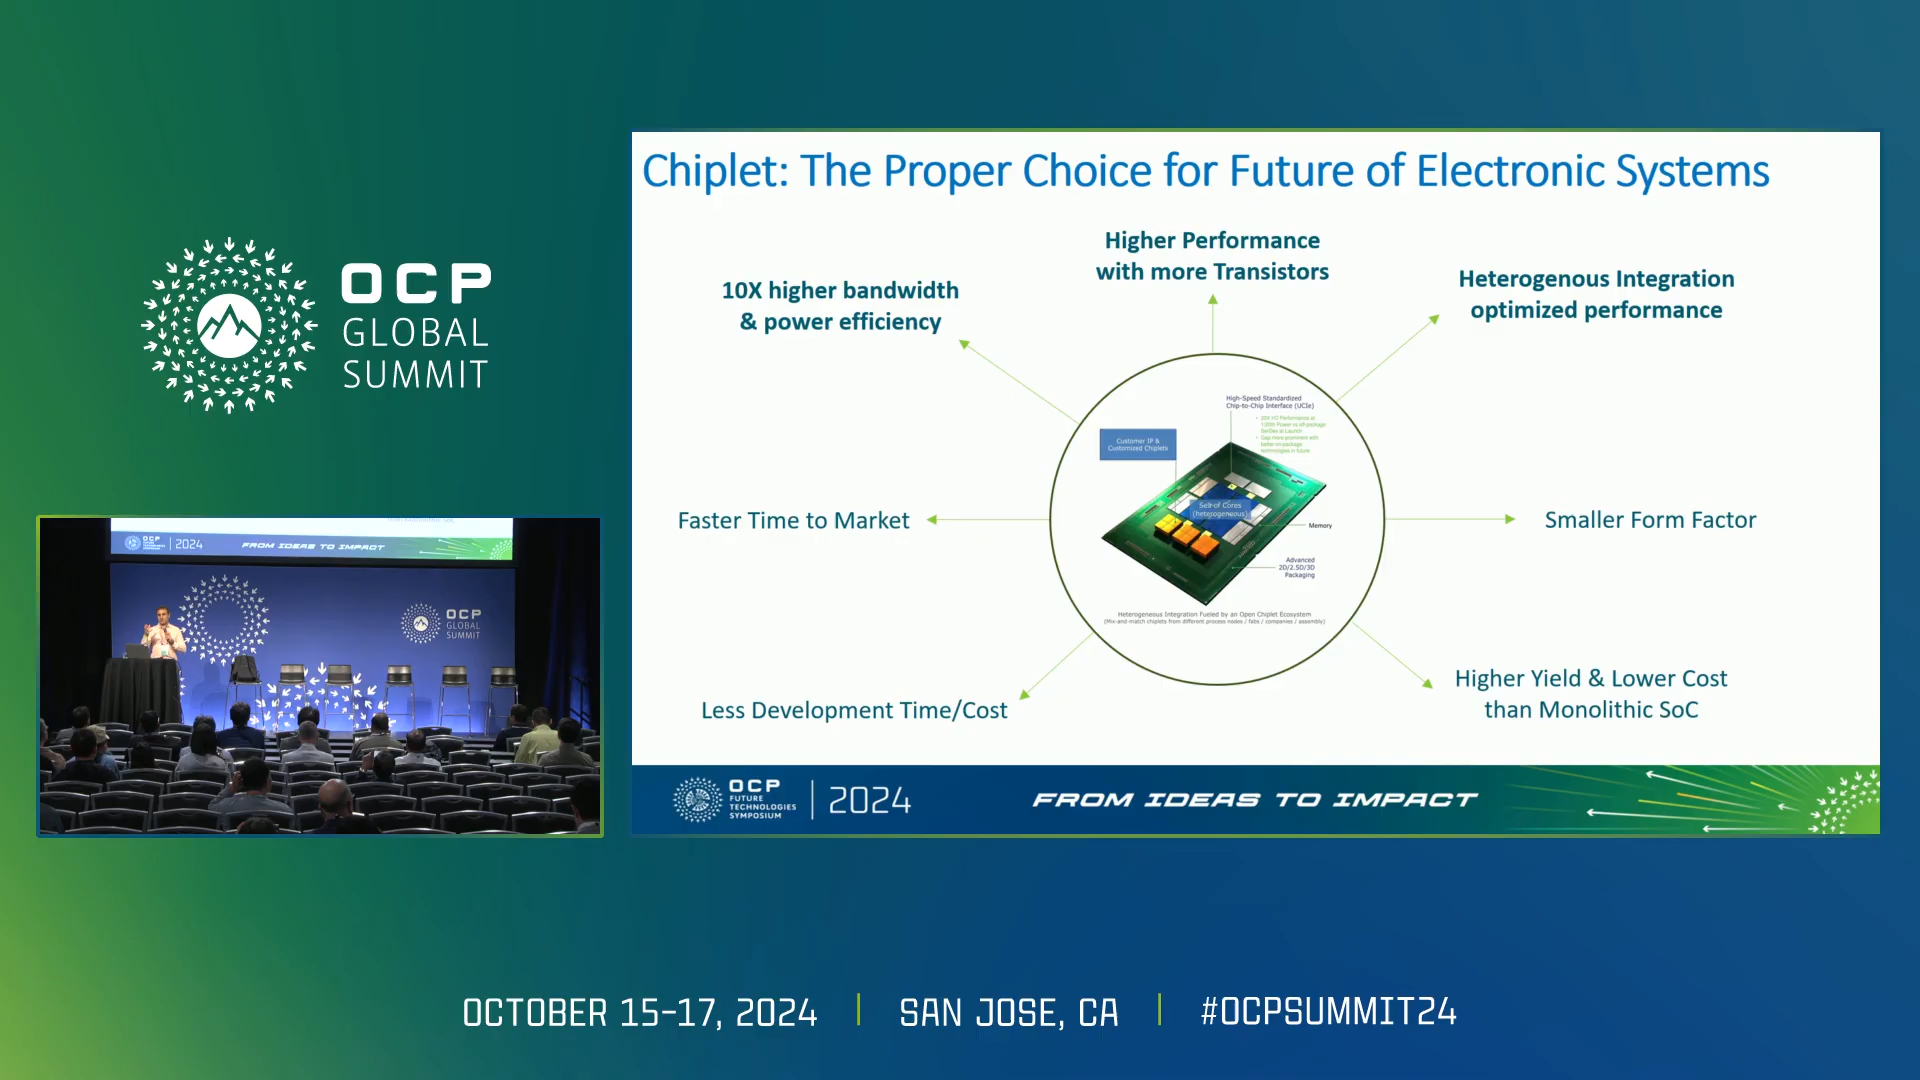 OCP
GLOBAL
SUMMIT
Chiplet: The Proper Choice for Future of Electronic Systems
Higher Performance
with more Transistors
10X higher bandwidth
& power efficiency
Heterogenous Integration
optimized performance
High-Speed Standardized
Chip-to-Chip Interface (UCIe)
Customer IP &
Customized Chiplets
Set of Cores
(heterogeneous)
Memory
Advanced
2D/2.5D/3D
Packaging
Heterogeneous Integration Fueled by an Open Chiplet Ecosystem
(Mix-and-match chiplets from different process nodes / fabs / companies / assembly)
Faster Time to Market
Smaller Form Factor
Less Development Time/Cost
Higher Yield & Lower Cost
than Monolithic SoC
OCP
FUTURE
TECHNOLOGIES
SYMPOSIUM
2024
FROM IDEAS TO IMPACT
2024
FROM IDEAS TO IMPACT
OCP
GLOBAL
SUMMIT
OCTOBER 15-17, 2024
SAN JOSE, CA
#OCPSUMMIT24